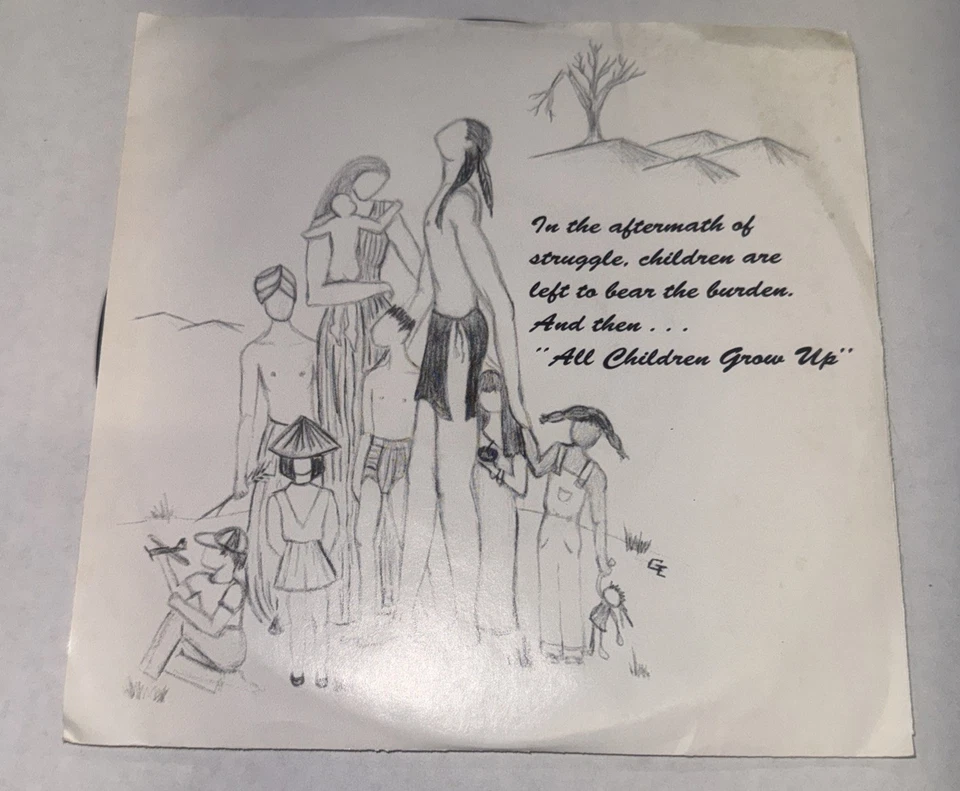 In the aftermath of
struggle, children are
left to bear the burden.
And then . . .
"All Children Grow Up"
GE